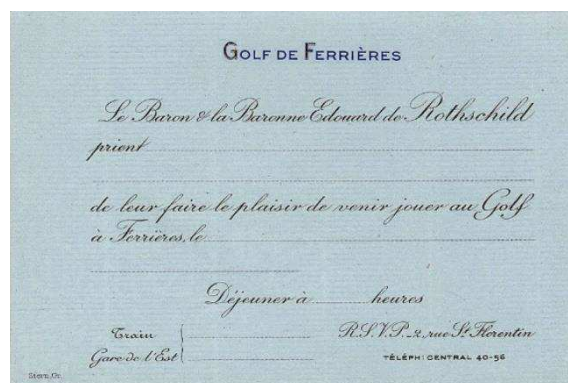 GOLF DE FERRIÈRES
Le Baron & la Baronne Edouard de Rothschild
prient
de leur faire le plaisir de venir jouer au Golf
à Ferrières, le
Déjeuner à heures
Train
Gare de l'Est
R.S.V.P. 2, rue St Florentin
TÉLÉPH: CENTRAL 40-96
Stern, Gr.